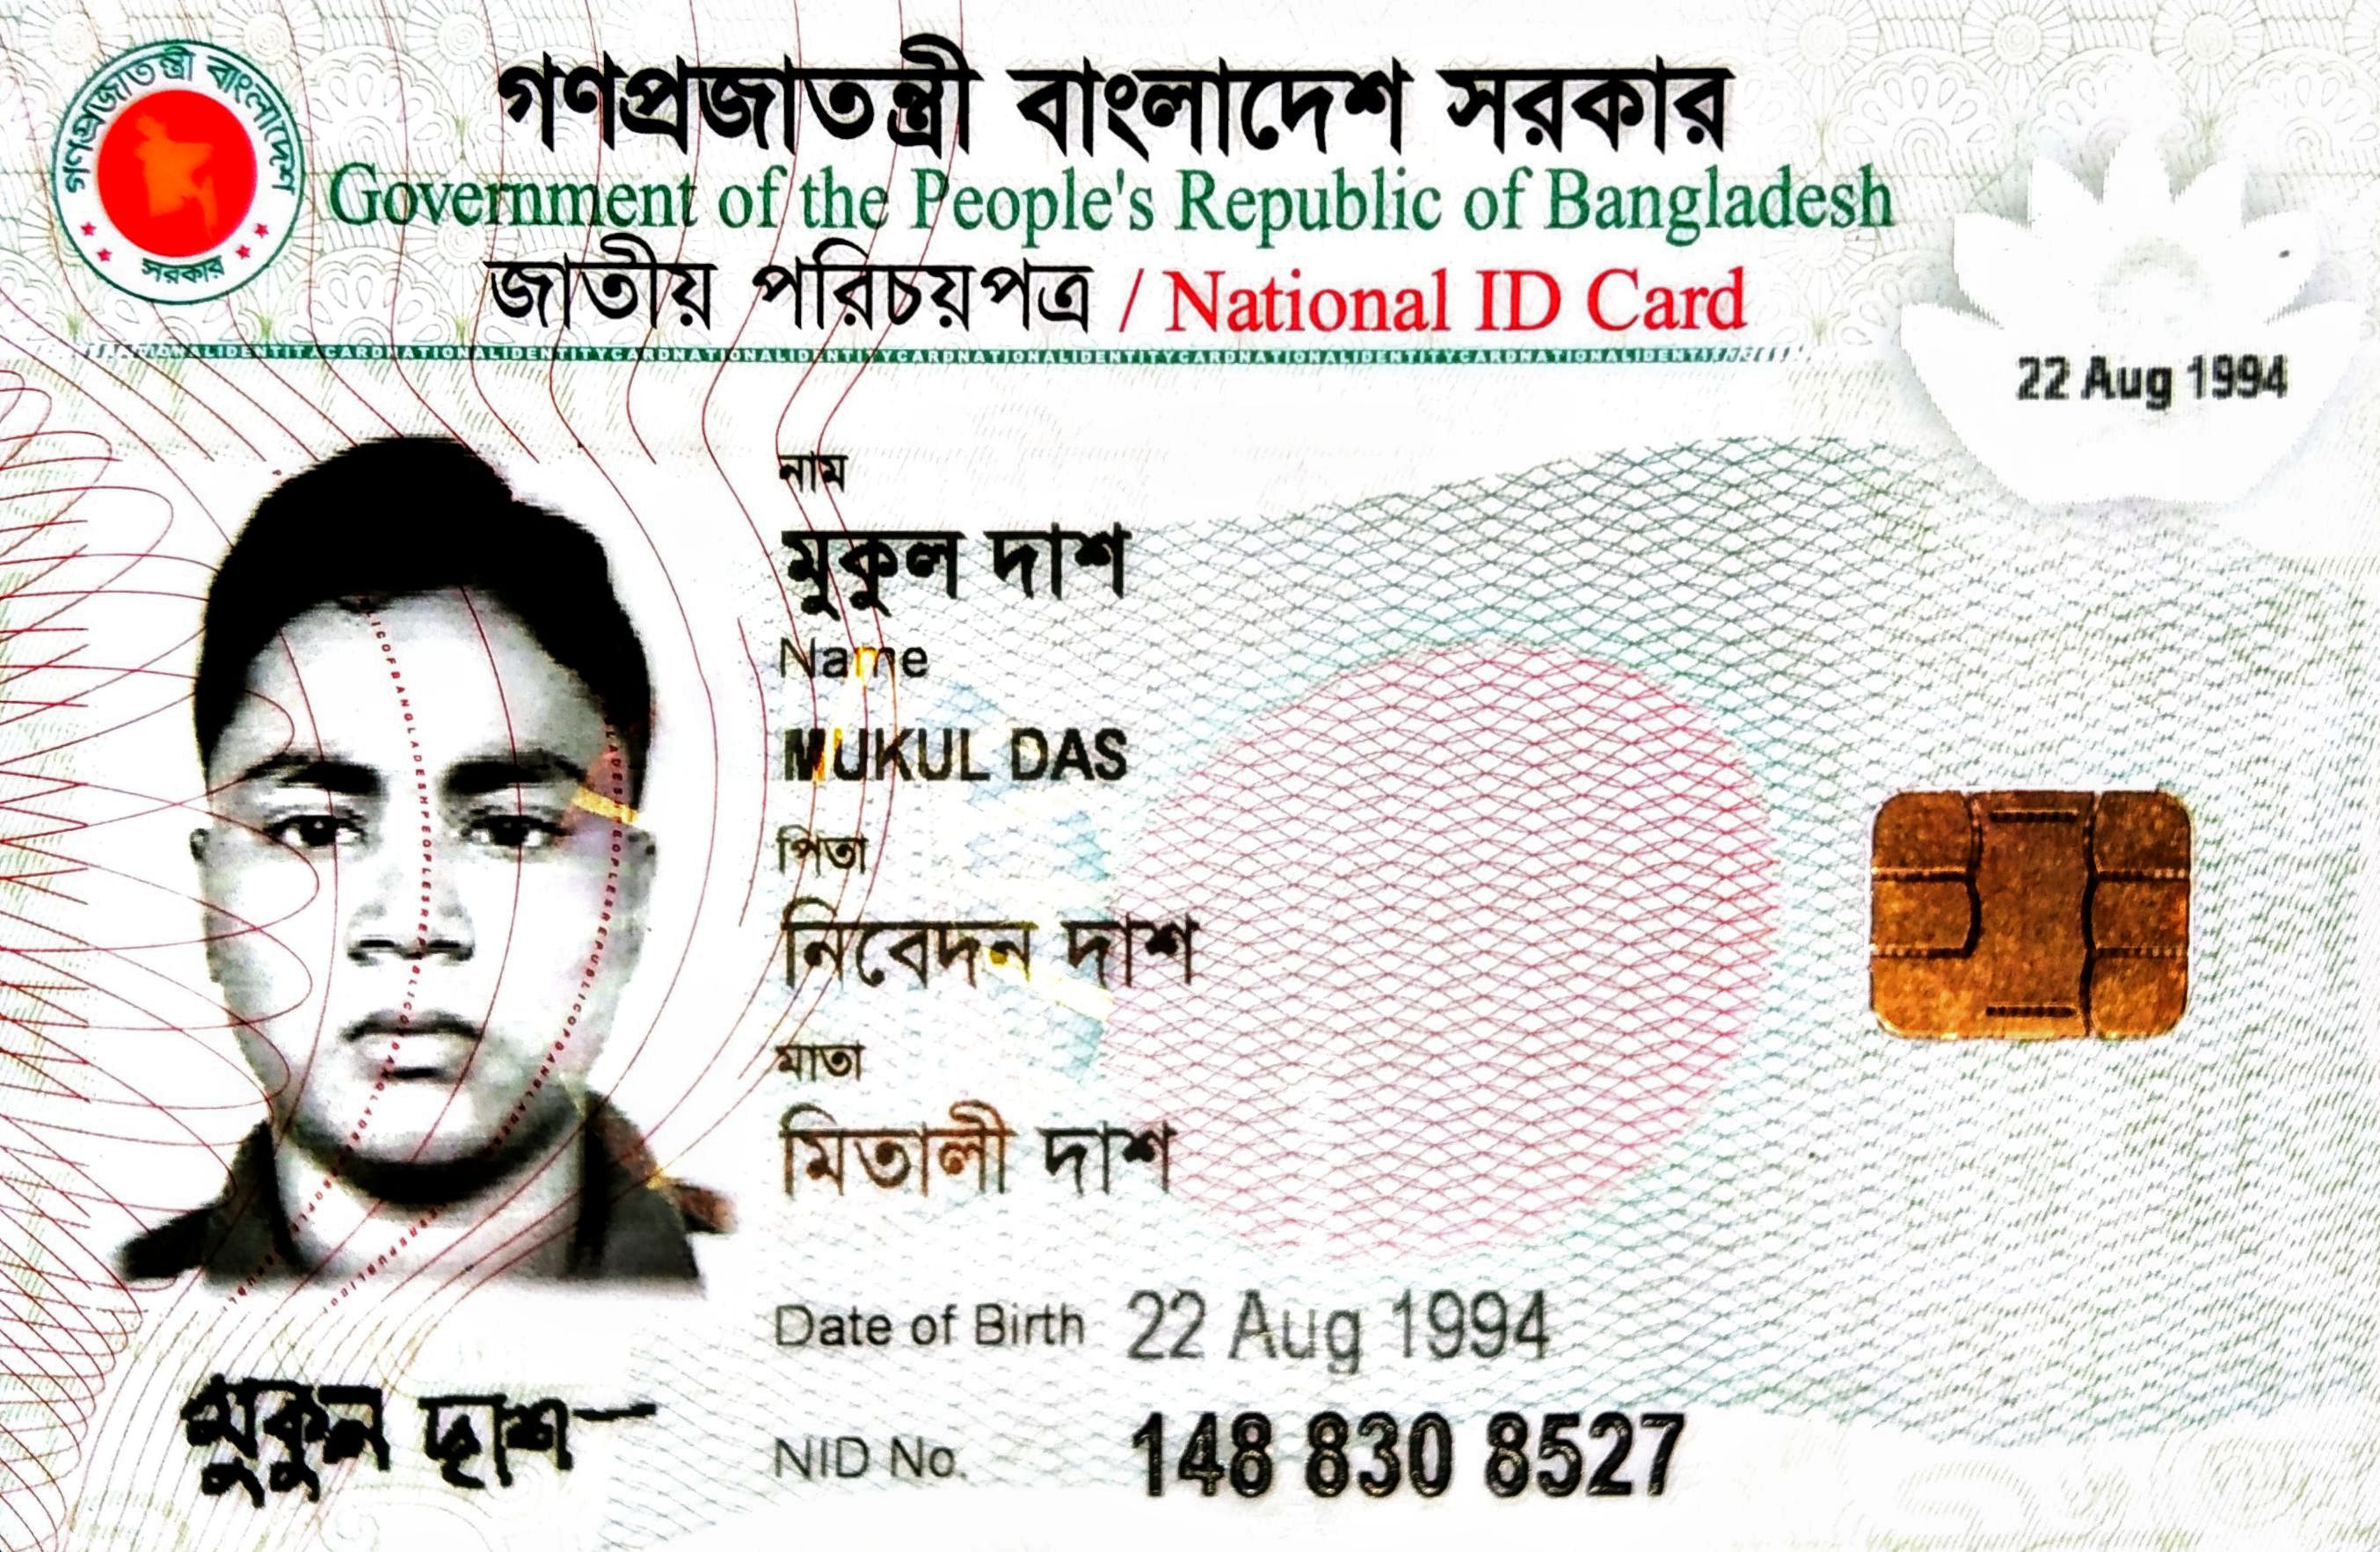 গণপ্রজাতন্ত্রী বাংলাদেশ সরকার
গণপ্রজাতন্ত্রী বাংলাদেশ সরকার
Government of the People's Republic of Bangladesh
জাতীয় পরিচয়পত্র / National ID Card
22 Aug 1994
নাম
মুকুল দাশ
Name
MUKUL DAS
পিতা
নিবেদন দাশ
মাতা
মিতালী দাশ
Date of Birth 22 Aug 1994
মুকুল দাশ
NID No. 148 830 8527